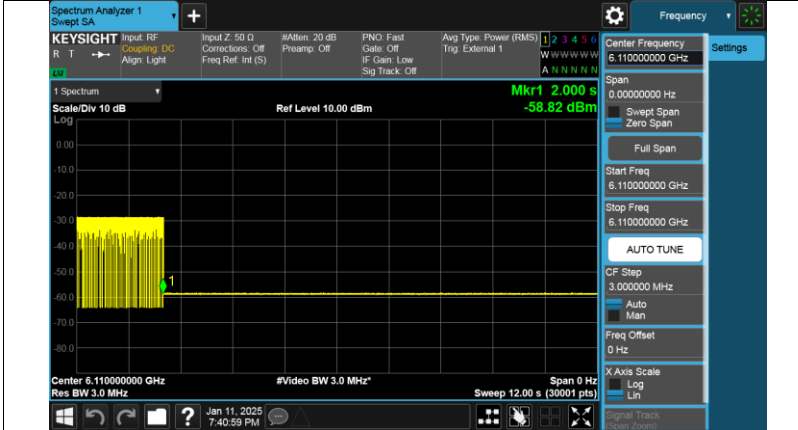 Spectrum Analyzer 1
Swept SA
Frequency
KEYSIGHT
R T
LM
Input: RF
Coupling: DC
Align: Light
Input Z: 50 Ω
Corrections: Off
Freq Ref: Int (S)
#Atten: 20 dB
Preamp: Off
PNO: Fast
Gate: Off
IF Gain: Low
Sig Track: Off
Avg Type: Power (RMS)
Trig: External 1
1 2 3 4 5 6
W W W W W W
A N N N N N
1 Spectrum
Scale/Div 10 dB
Log
Ref Level 10.00 dBm
Mkr1 2.000 s
-58.82 dBm
0.00
-10.0
-20.0
-30.0
-40.0
-50.0
-60.0
-70.0
-80.0
1
Center 6.110000000 GHz
Res BW 3.0 MHz
#Video BW 3.0 MHz*
Span 0 Hz
Sweep 12.00 s (30001 pts)
Jan 11, 2025
7:40:59 PM
?
Center Frequency
6.110000000 GHz
Span
0.00000000 Hz
Swept Span
Zero Span
Full Span
Start Freq
6.110000000 GHz
Stop Freq
6.110000000 GHz
AUTO TUNE
CF Step
3.000000 MHz
Auto
Man
Freq Offset
0 Hz
X Axis Scale
Log
Lin
Signal Track
(Span Zoom)
Settings